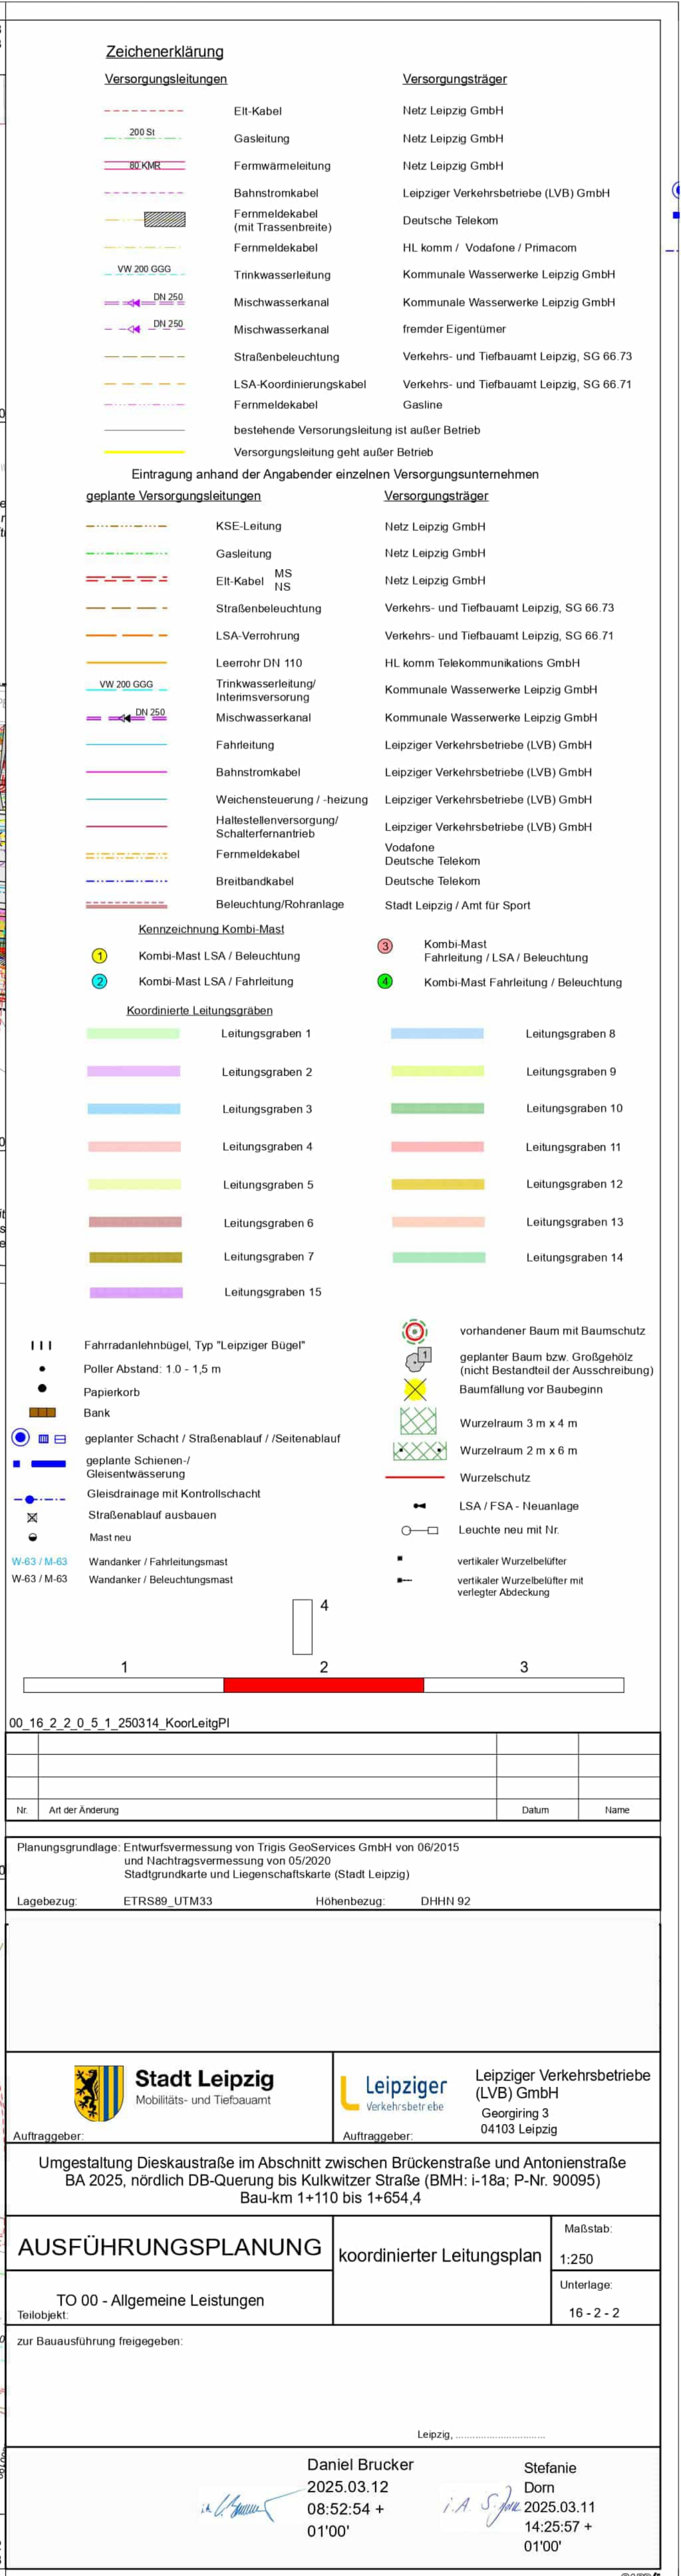 Zeichenerklärung
Versorgungsleitungen Versorgungsträger
Elt-Kabel Netz Leipzig GmbH
200 St Gasleitung Netz Leipzig GmbH
80 KMR Fernwärmeleitung Netz Leipzig GmbH
Bahnstromkabel Leipziger Verkehrsbetriebe (LVB) GmbH
Fernmeldekabel
(mit Trassenbreite) Deutsche Telekom
Fernmeldekabel HL komm / Vodafone / Primacom
VW 200 GGG Trinkwasserleitung Kommunale Wasserwerke Leipzig GmbH
DN 250 Mischwasserkanal Kommunale Wasserwerke Leipzig GmbH
DN 250 Mischwasserkanal fremder Eigentümer
Straßenbeleuchtung Verkehrs- und Tiefbauamt Leipzig, SG 66.73
LSA-Koordinierungskabel Verkehrs- und Tiefbauamt Leipzig, SG 66.71
Fernmeldekabel Gasline
bestehende Versorungsleitung ist außer Betrieb
Versorgungsleitung geht außer Betrieb
Eintragung anhand der Angabender einzelnen Versorgungsunternehmen
geplante Versorgungsleitungen Versorgungsträger
KSE-Leitung Netz Leipzig GmbH
Gasleitung Netz Leipzig GmbH
Elt-Kabel MS NS Netz Leipzig GmbH
Straßenbeleuchtung Verkehrs- und Tiefbauamt Leipzig, SG 66.73
LSA-Verrohrung Verkehrs- und Tiefbauamt Leipzig, SG 66.71
Leerrohr DN 110 HL komm Telekommunikations GmbH
VW 200 GGG Trinkwasserleitung/
Interimsversorung Kommunale Wasserwerke Leipzig GmbH
DN 250 Mischwasserkanal Kommunale Wasserwerke Leipzig GmbH
Fahrleitung Leipziger Verkehrsbetriebe (LVB) GmbH
Bahnstromkabel Leipziger Verkehrsbetriebe (LVB) GmbH
Weichensteuerung / -heizung Leipziger Verkehrsbetriebe (LVB) GmbH
Haltestellenversorgung/
Schalterfernantrieb Leipziger Verkehrsbetriebe (LVB) GmbH
Fernmeldekabel Vodafone
Deutsche Telekom
Breitbandkabel Deutsche Telekom
Beleuchtung/Rohranlage Stadt Leipzig / Amt für Sport
Kennzeichnung Kombi-Mast
1 Kombi-Mast LSA / Beleuchtung
3 Kombi-Mast
Fahrleitung / LSA / Beleuchtung
2 Kombi-Mast LSA / Fahrleitung
4 Kombi-Mast Fahrleitung / Beleuchtung
Koordinierte Leitungsgräben
Leitungsgraben 1 Leitungsgraben 8
Leitungsgraben 2 Leitungsgraben 9
Leitungsgraben 3 Leitungsgraben 10
Leitungsgraben 4 Leitungsgraben 11
Leitungsgraben 5 Leitungsgraben 12
Leitungsgraben 6 Leitungsgraben 13
Leitungsgraben 7 Leitungsgraben 14
Leitungsgraben 15
Fahrradanlehnbügel, Typ "Leipziger Bügel"
Poller Abstand: 1.0 - 1,5 m
Papierkorb
Bank
geplanter Schacht / Straßenablauf / /Seitenablauf
geplante Schienen-/
Gleisentwässerung
Gleisdrainage mit Kontrollschacht
Straßenablauf ausbauen
Mast neu
W-63 / M-63 Wandanker / Fahrleitungsmast
W-63 / M-63 Wandanker / Beleuchtungsmast
vorhandener Baum mit Baumschutz
1 geplanter Baum bzw. Großgehölz
(nicht Bestandteil der Ausschreibung)
Baumfällung vor Baubeginn
Wurzelraum 3 m x 4 m
Wurzelraum 2 m x 6 m
Wurzelschutz
LSA / FSA - Neuanlage
Leuchte neu mit Nr.
vertikaler Wurzelbelüfter
vertikaler Wurzelbelüfter mit
verlegter Abdeckung
4
1 2 3
00_16_2_2_0_5_1_250314_KoorLeitgPl
Nr. Art der Änderung Datum Name
Planungsgrundlage: Entwurfsvermessung von Trigis GeoServices GmbH von 06/2015
und Nachtragsvermessung von 05/2020
Stadtgrundkarte und Liegenschaftskarte (Stadt Leipzig)
Lagebezug: ETRS89_UTM33 Höhenbezug: DHHN 92
Stadt Leipzig
Mobilitäts- und Tiefbauamt
Auftraggeber:
Leipziger
Verkehrsbetriebe
Leipziger Verkehrsbetriebe
(LVB) GmbH
Georgiring 3
04103 Leipzig
Auftraggeber:
Umgestaltung Dieskaustraße im Abschnitt zwischen Brückenstraße und Antonienstraße
BA 2025, nördlich DB-Querung bis Kulkwitzer Straße (BMH: i-18a; P-Nr. 90095)
Bau-km 1+110 bis 1+654,4
AUSFÜHRUNGSPLANUNG
koordinierter Leitungsplan
Maßstab:
1:250
TO 00 - Allgemeine Leistungen
Teilobjekt:
Unterlage:
16 - 2 - 2
zur Bauausführung freigegeben:
Leipzig, ..............................
Daniel Brucker
2025.03.12
08:52:54 +
01'00'
i.A. S. Dorn
Stefanie
Dorn
2025.03.11
14:25:57 +
01'00'